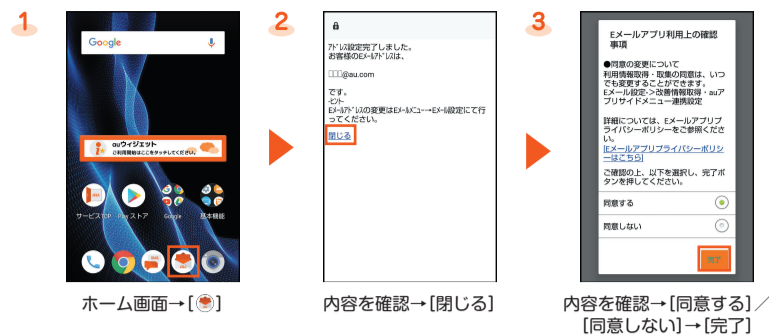 1
Google
auウィジェット
ご利用開始はここをタッチしてください。
サービスTOP
Play ストア
Google
基本機能
ホーム画面→[]
2
ｱﾄﾞﾚｽ設定完了しました。
お客様のEﾒｰﾙｱﾄﾞﾚｽは、
□□□@au.com
です。
-ﾋﾝﾄ-
Eﾒｰﾙｱﾄﾞﾚｽの変更はEﾒｰﾙﾒﾆｭｰ→Eﾒｰﾙ設定にて行
ってください。
閉じる
内容を確認→[閉じる]
3
Eメールアプリ利用上の確認
事項
●同意の変更について
利用情報取得・取集の同意は、いつ
でも変更することができます。
Eメール設定->改善情報取得・auア
プリサイドメニュー連携設定
詳細については、Eメールアプリプ
ライバシーポリシーをご参照くださ
い。
[Eメールアプリプライバシーポリシ
ーはこちら]
ご確認の上、以下を選択し、完了ボ
タンを押してください。
同意する
同意しない
完了
内容を確認→[同意する]／
[同意しない]→[完了]